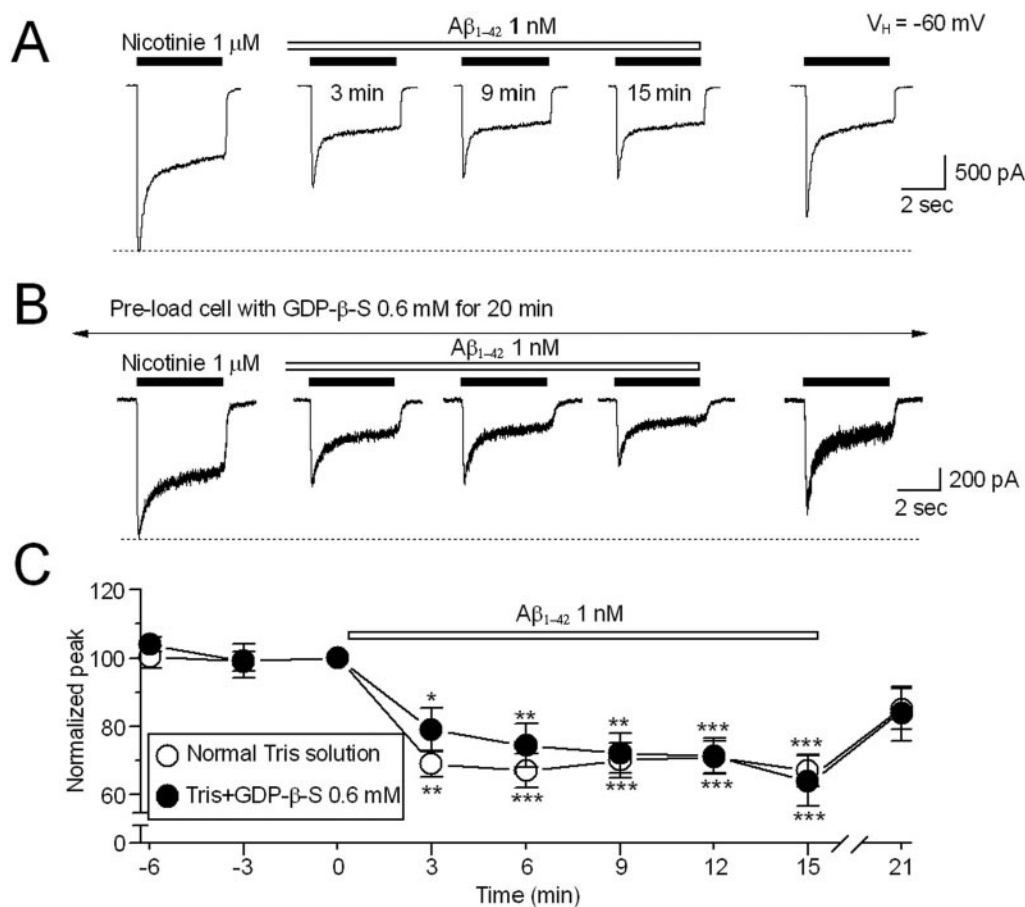 A
Aβ1–42 1 nM
VH = -60 mV
Nicotinie 1 μM
3 min
9 min
15 min
500 pA
2 sec
B
Pre-load cell with GDP-β-S 0.6 mM for 20 min
Aβ1–42 1 nM
Nicotinie 1 μM
200 pA
2 sec
C
120
Aβ1–42 1 nM
100
Normalized peak
* ** ** *** ***
80
Normal Tris solution
Tris+GDP-β-S 0.6 mM
** *** *** *** ***
60
0
-6 -3 0 3 6 9 12 15 21
Time (min)